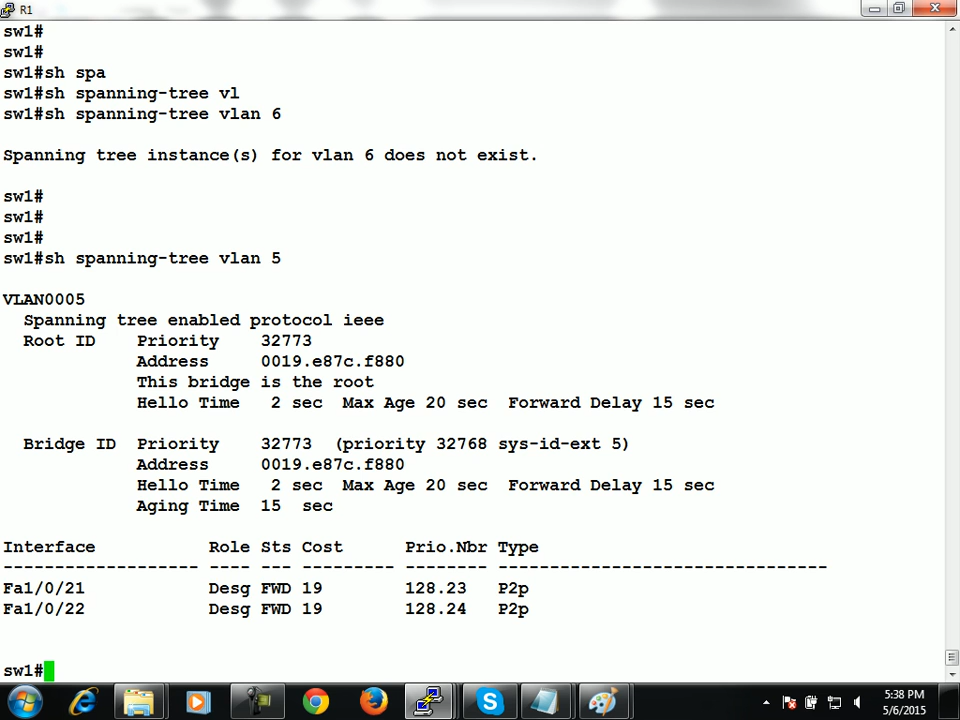 R1
sw1#
sw1#
sw1#sh spa
sw1#sh spanning-tree vl
sw1#sh spanning-tree vlan 6
Spanning tree instance(s) for vlan 6 does not exist.
sw1#
sw1#
sw1#
sw1#sh spanning-tree vlan 5
VLAN0005
Spanning tree enabled protocol ieee
Root ID Priority 32773
Address 0019.e87c.f880
This bridge is the root
Hello Time 2 sec Max Age 20 sec Forward Delay 15 sec
Bridge ID Priority 32773 (priority 32768 sys-id-ext 5)
Address 0019.e87c.f880
Hello Time 2 sec Max Age 20 sec Forward Delay 15 sec
Aging Time 15 sec
Interface Role Sts Cost Prio.Nbr Type
------------------- ---- --- --------- -------- --------------------------------
Fa1/0/21 Desg FWD 19 128.23 P2p
Fa1/0/22 Desg FWD 19 128.24 P2p
sw1#
5:38 PM
5/6/2015